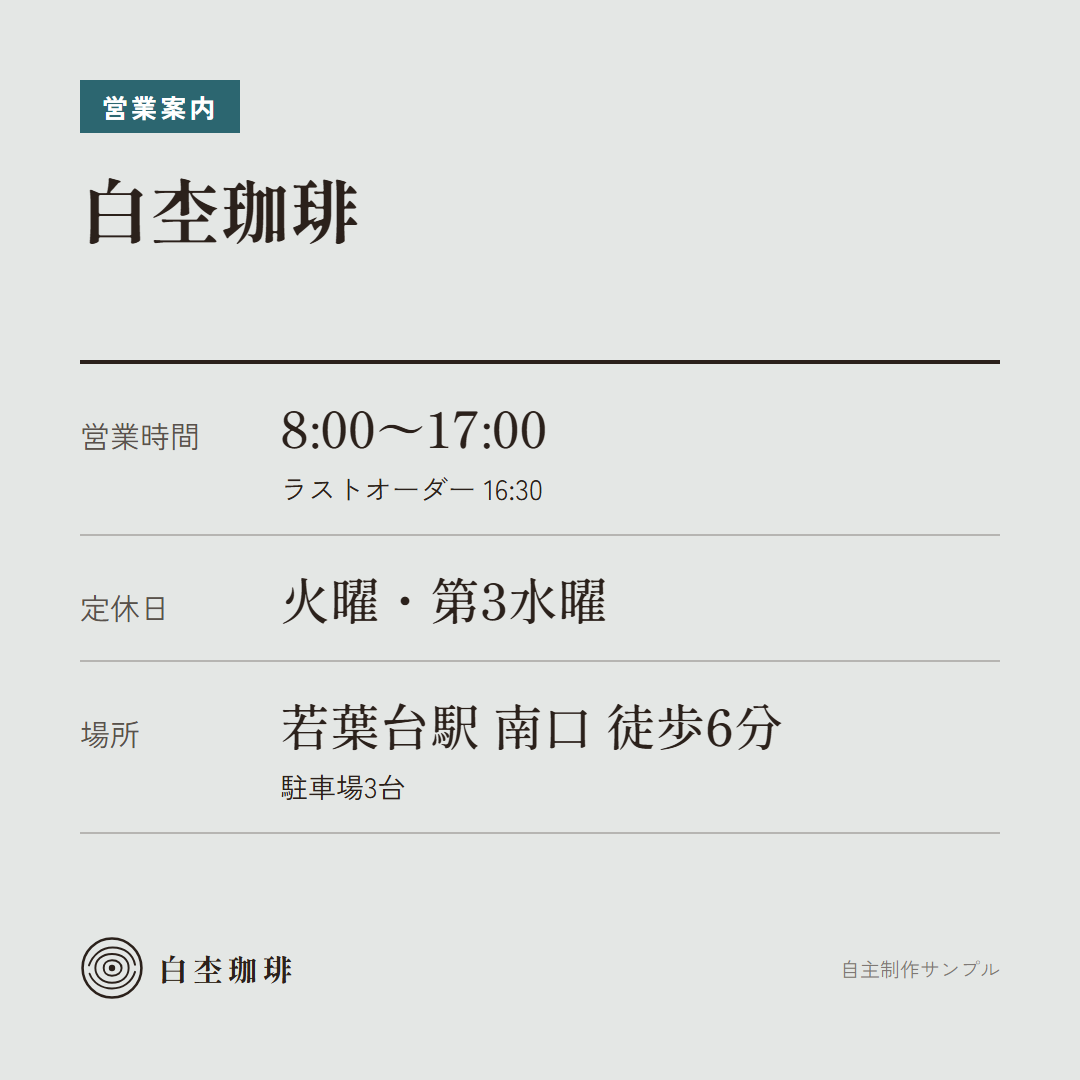 営業案内
白杢珈琲
営業時間
8:00〜17:00
ラストオーダー 16:30
定休日
火曜・第3水曜
場所
若葉台駅 南口 徒歩6分
駐車場3台
白杢珈琲
自主制作サンプル